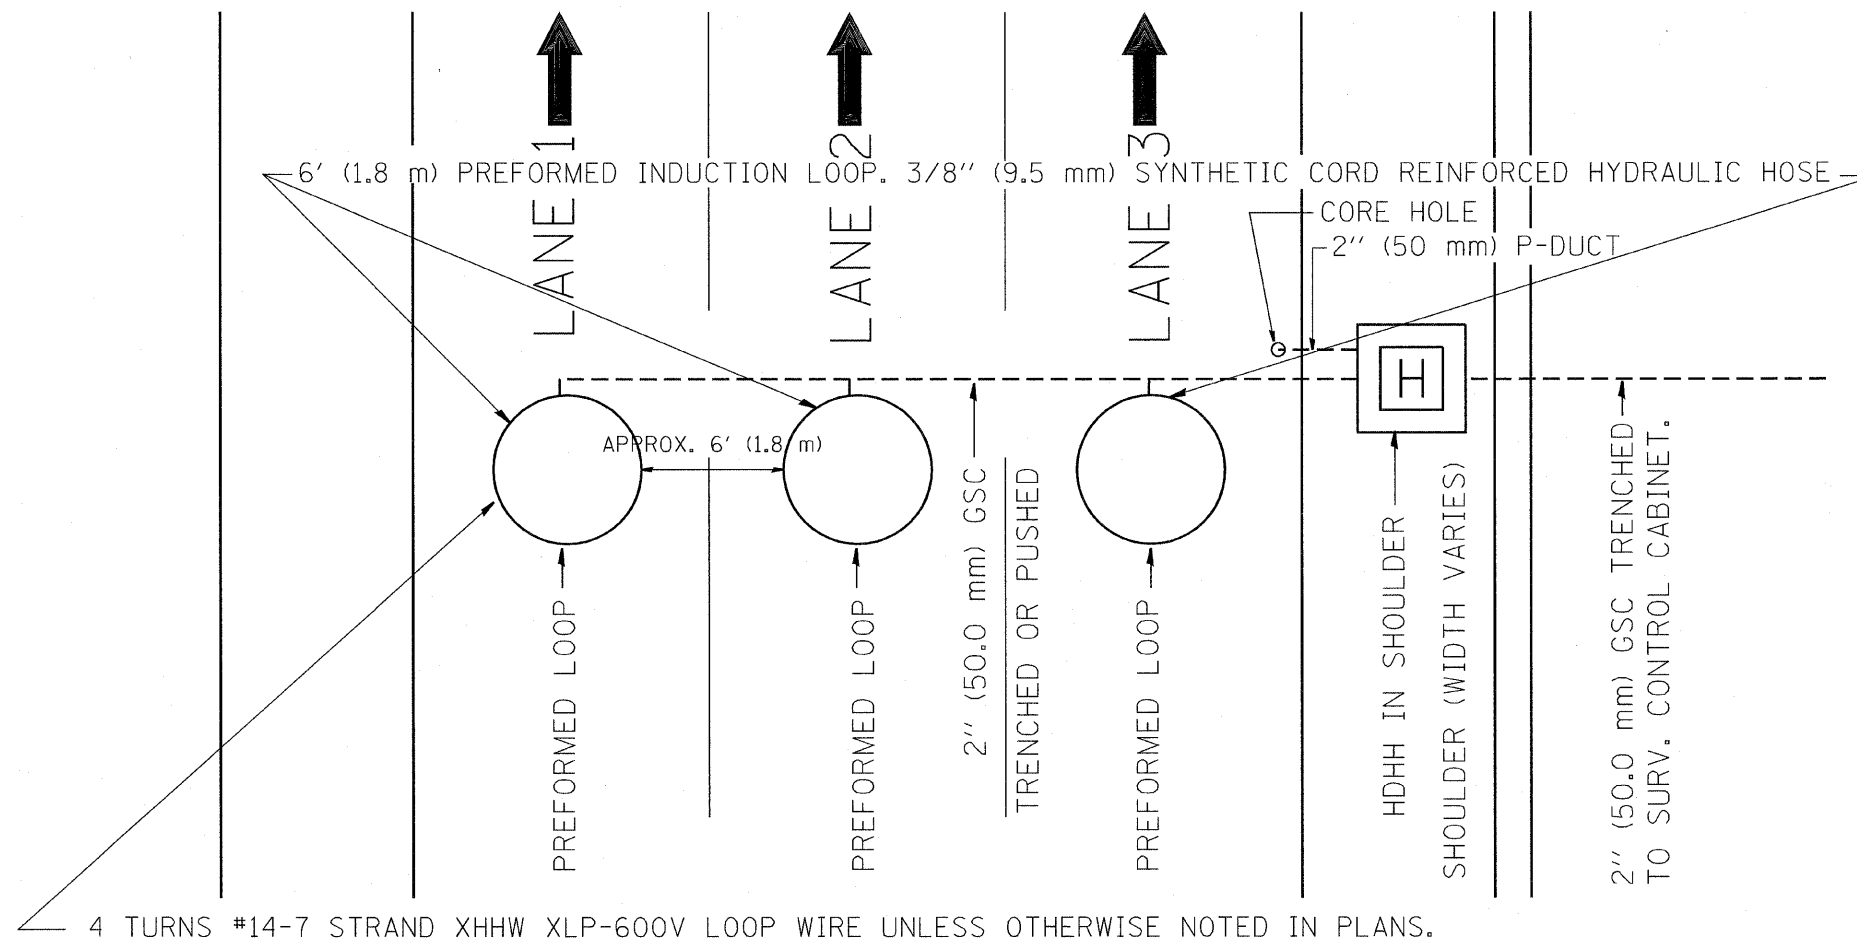 LANE 1
LANE 2
LANE 3
6' (1.8 m) PREFORMED INDUCTION LOOP. 3/8" (9.5 mm) SYNTHETIC CORD REINFORCED HYDRAULIC HOSE
CORE HOLE
2" (50 mm) P-DUCT
H
APPROX. 6' (1.8 m)
PREFORMED LOOP
PREFORMED LOOP
2" (50.0 mm) GSC
TRENCHED OR PUSHED
PREFORMED LOOP
HDHH IN SHOULDER
SHOULDER (WIDTH VARIES)
2" (50.0 mm) GSC TRENCHED
TO SURV. CONTROL CABINET.
4 TURNS #14-7 STRAND XHHW XLP-600V LOOP WIRE UNLESS OTHERWISE NOTED IN PLANS.